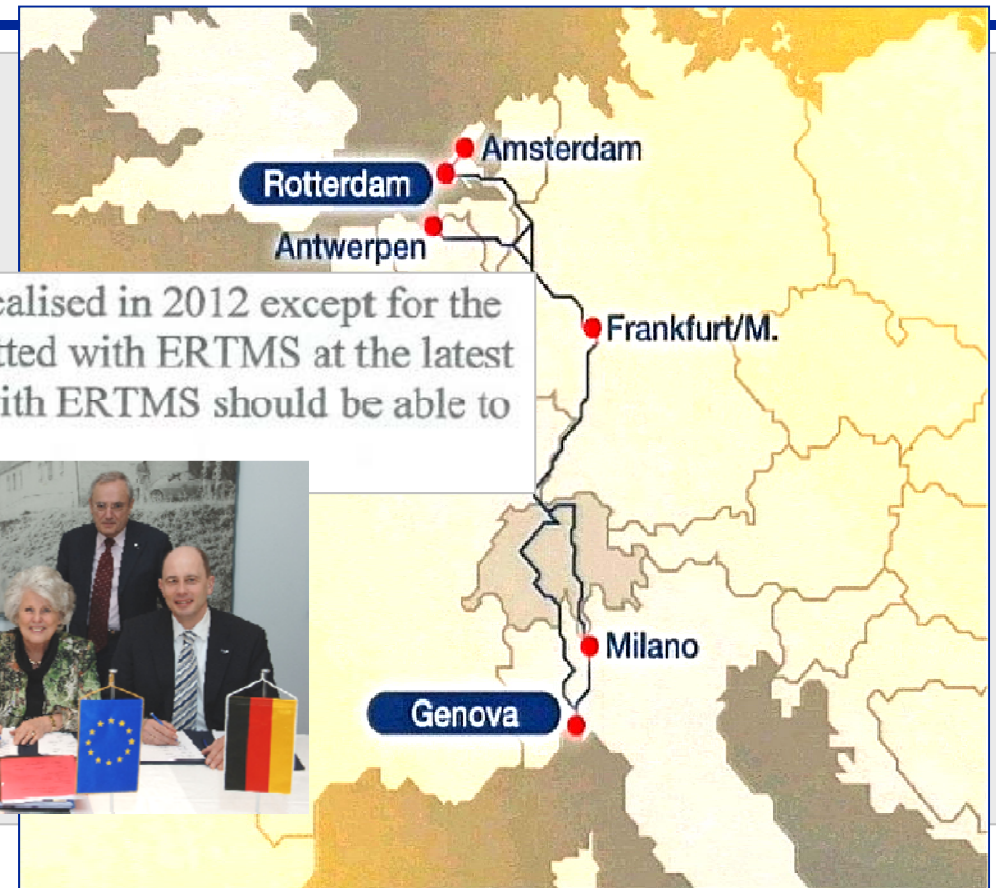 Amsterdam
Rotterdam
Antwerpen
ealised in 2012 except for the
tted with ERTMS at the latest
ith ERTMS should be able to
Frankfurt/M.
Milano
Genova